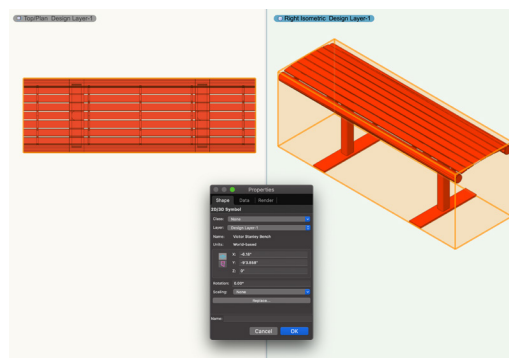 Top/Plan Design Layer-1
Right Isometric Design Layer-1
Properties
Shape Data Render
2D/3D Symbol
Class: None
Layer: Design Layer-1
Name: Victor Stanley Bench
Units: World-based
X:
Y:
Z: 0"
Rotation: 0.00°
Scaling: None
Replace...
Name:
Cancel OK